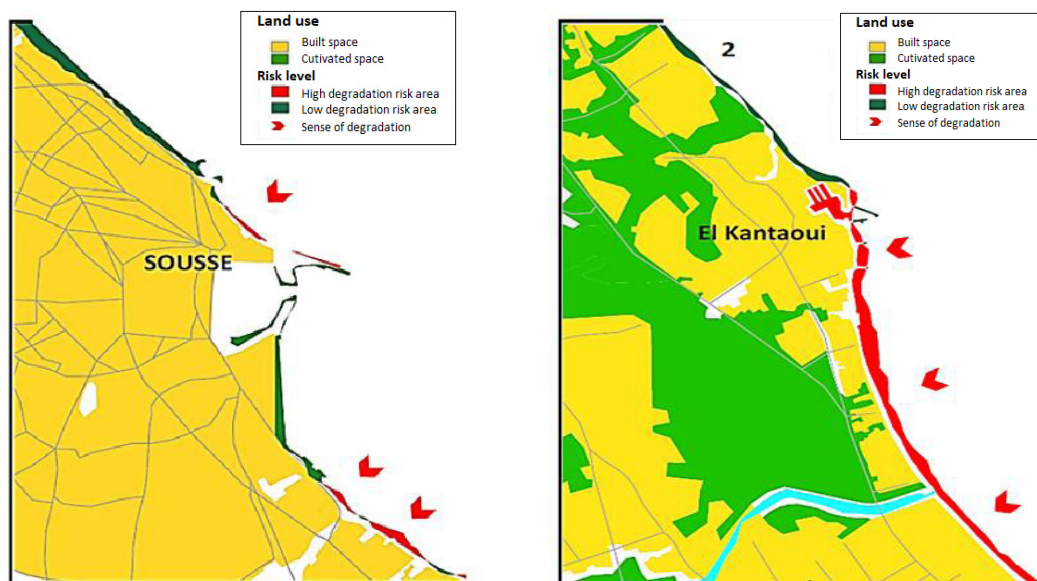 Land use
Built space
Cutivated space
Risk level
High degradation risk area
Low degradation risk area
Sense of degradation
SOUSSE
Land use
Built space
Cutivated space
Risk level
High degradation risk area
Low degradation risk area
Sense of degradation
2
El Kantaoui